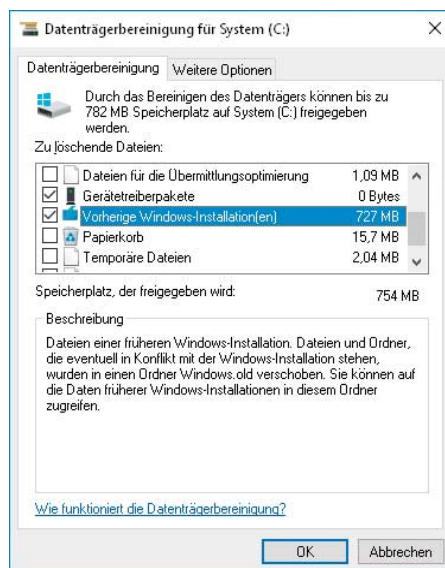 Datenträgerbereinigung für System (C:)
Datenträgerbereinigung Weitere Optionen
Durch das Bereinigen des Datenträgers können bis zu
782 MB Speicherplatz auf System (C:) freigegeben
werden.
Zu löschende Dateien:
Dateien für die Übermittlungsoptimierung 1,09 MB
Gerätetreiberpakete 0 Bytes
Vorherige Windows-Installation(en) 727 MB
Papierkorb 15,7 MB
Temporäre Dateien 2,04 MB
Speicherplatz, der freigegeben wird: 754 MB
Beschreibung
Dateien einer früheren Windows-Installation. Dateien und Ordner,
die eventuell in Konflikt mit der Windows-Installation stehen,
wurden in einen Ordner Windows.old verschoben. Sie können auf
die Daten früherer Windows-Installationen in diesem Ordner
zugreifen.
Wie funktioniert die Datenträgerbereinigung?
OK Abbrechen